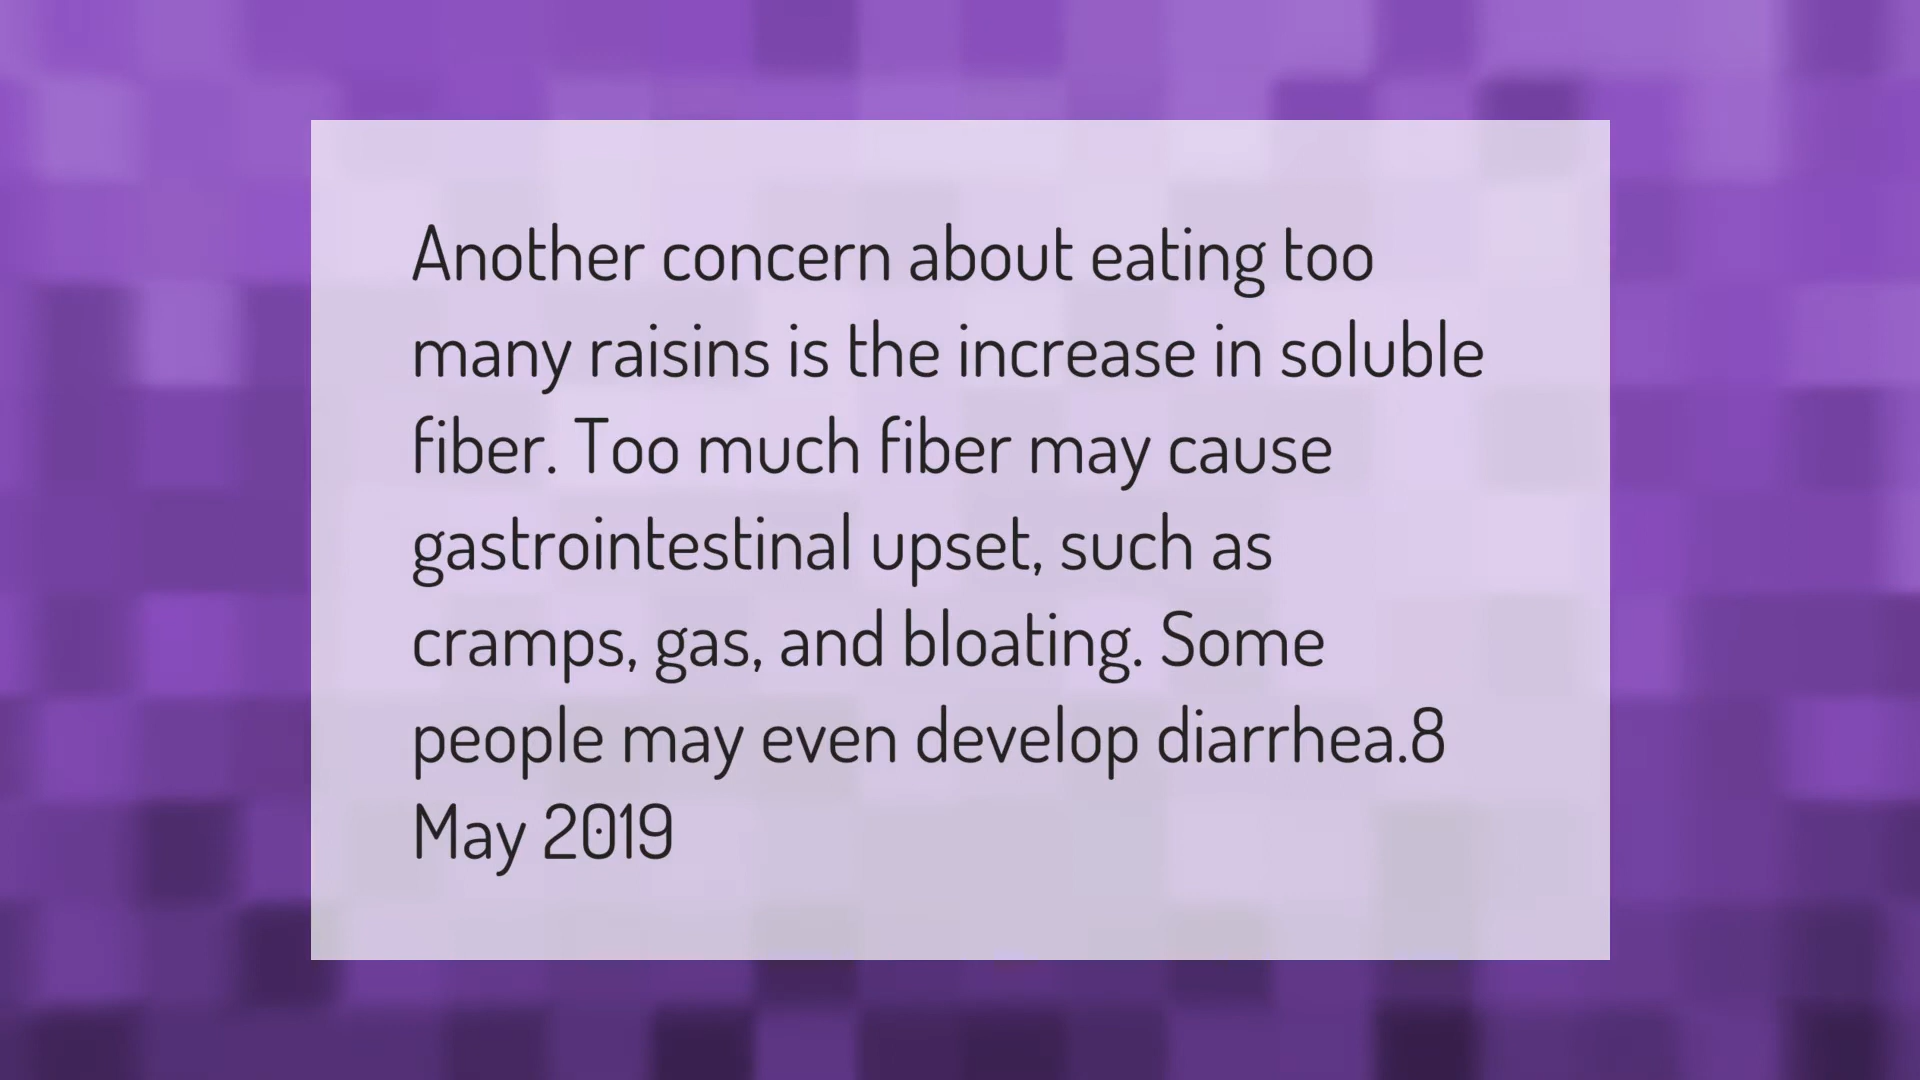 Another concern about eating too
many raisins is the increase in soluble
fiber. Too much fiber may cause
gastrointestinal upset, such as
cramps, gas, and bloating. Some
people may even develop diarrhea.8
May 2019